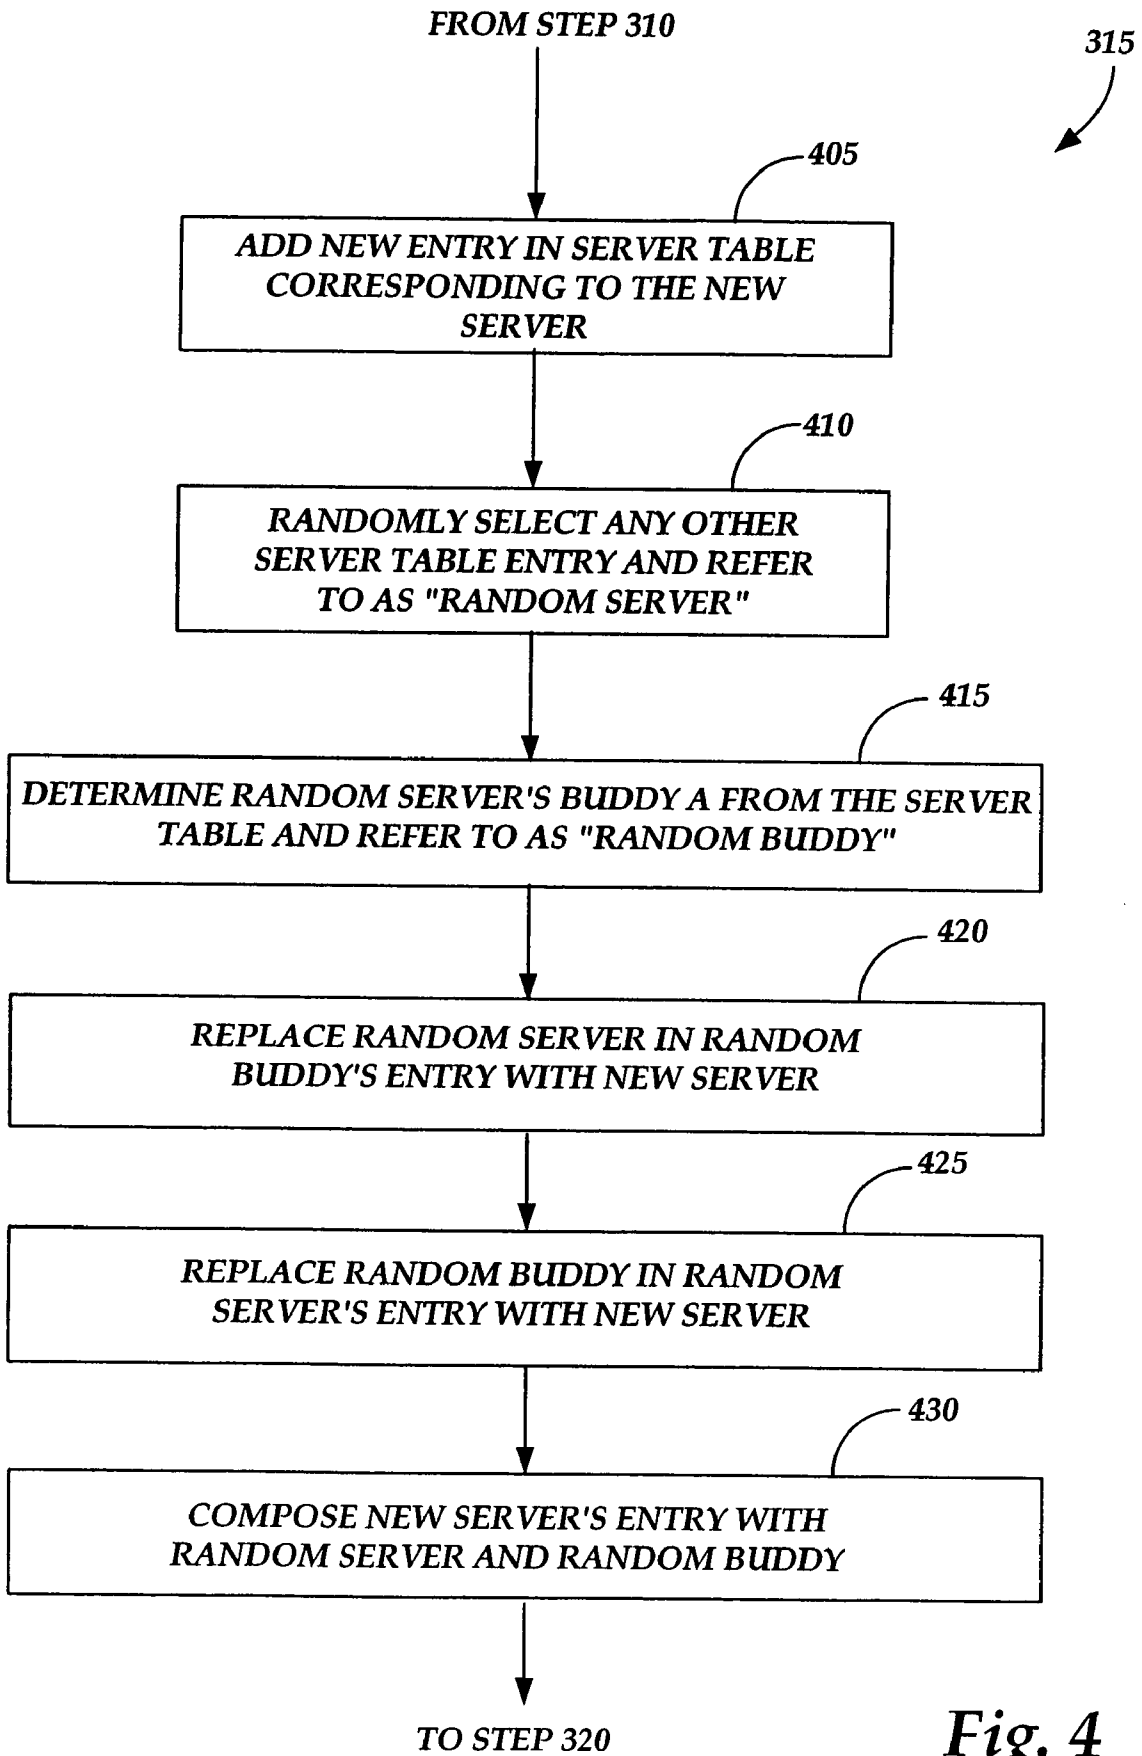 FROM STEP 310
315
405
ADD NEW ENTRY IN SERVER TABLE
CORRESPONDING TO THE NEW
SERVER
410
RANDOMLY SELECT ANY OTHER
SERVER TABLE ENTRY AND REFER
TO AS "RANDOM SERVER"
415
DETERMINE RANDOM SERVER'S BUDDY A FROM THE SERVER
TABLE AND REFER TO AS "RANDOM BUDDY"
420
REPLACE RANDOM SERVER IN RANDOM
BUDDY'S ENTRY WITH NEW SERVER
425
REPLACE RANDOM BUDDY IN RANDOM
SERVER'S ENTRY WITH NEW SERVER
430
COMPOSE NEW SERVER'S ENTRY WITH
RANDOM SERVER AND RANDOM BUDDY
TO STEP 320
Fig. 4